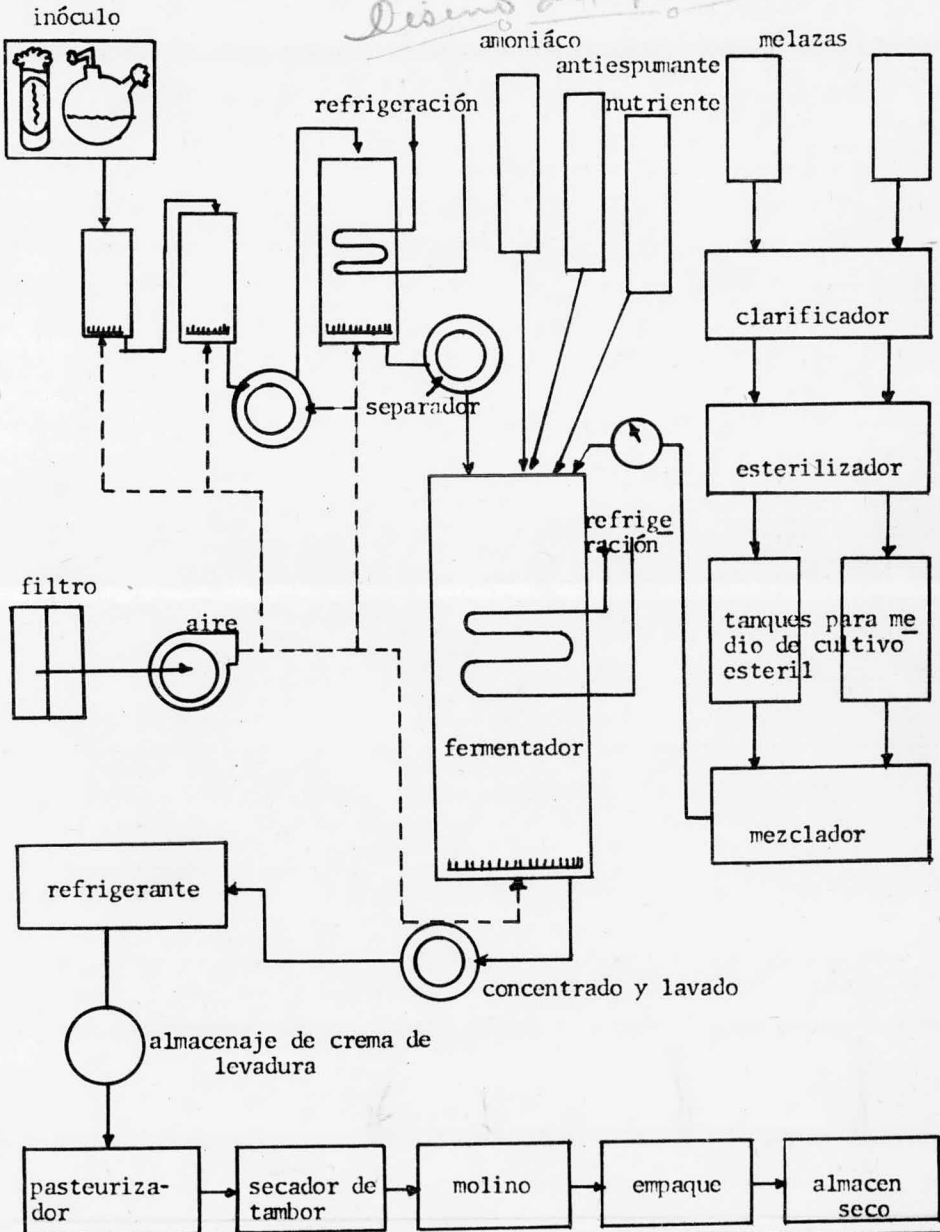 Diseño
inóculo
amoniáco
melazas
antiespumante
nutriente
refrigeración
clarificador
separador
esterilizador
refrige
ración
filtro
aire
tanques para me
dio de cultivo
esteril
fermentador
mezclador
refrigerante
concentrado y lavado
almacenaje de crema de
levadura
pasteuriza-
dor
secador de
tambor
molino
empaque
almacen
seco